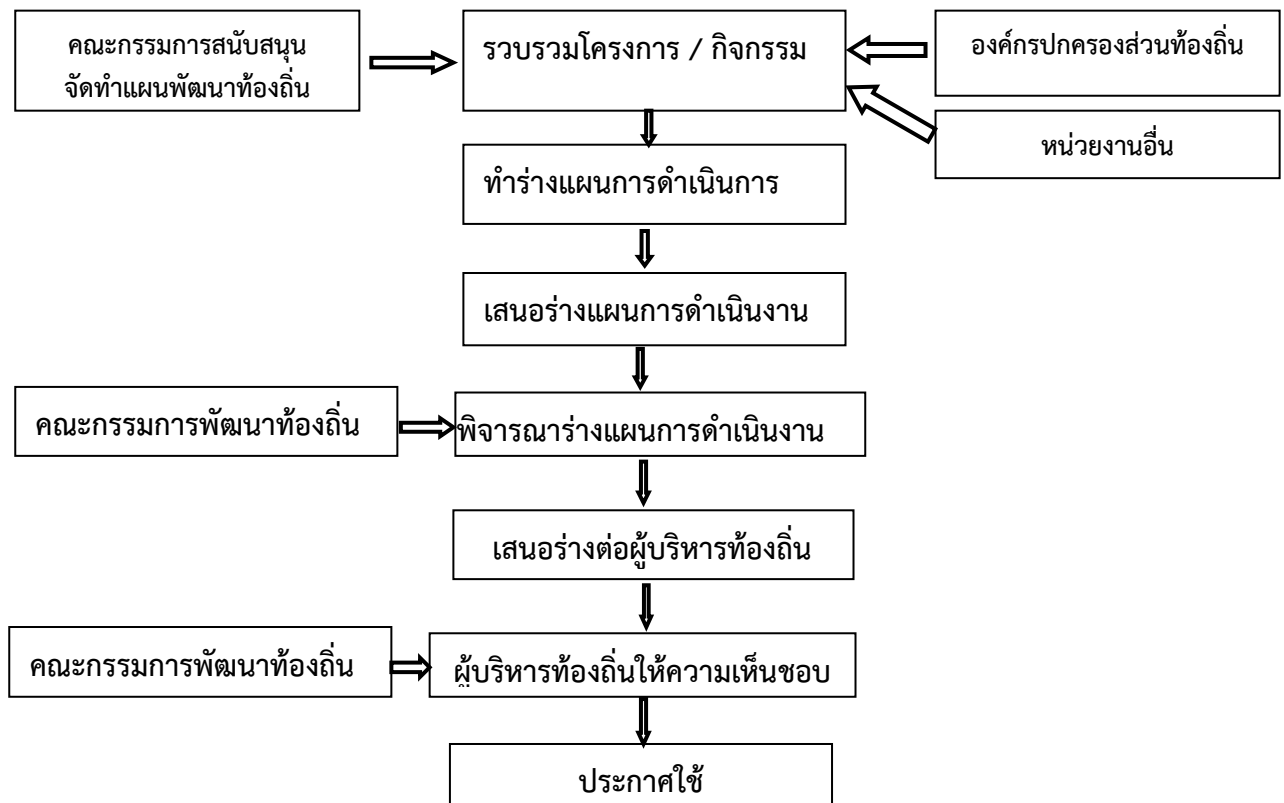 คณะกรรมการสนับสนุน
จัดทำแผนพัฒนาท้องถิ่น
รวบรวมโครงการ / กิจกรรม
องค์กรปกครองส่วนท้องถิ่น
หน่วยงานอื่น
ทำร่างแผนการดำเนินการ
เสนอร่างแผนการดำเนินงาน
คณะกรรมการพัฒนาท้องถิ่น
พิจารณาร่างแผนการดำเนินงาน
เสนอร่างต่อผู้บริหารท้องถิ่น
คณะกรรมการพัฒนาท้องถิ่น
ผู้บริหารท้องถิ่นให้ความเห็นชอบ
ประกาศใช้